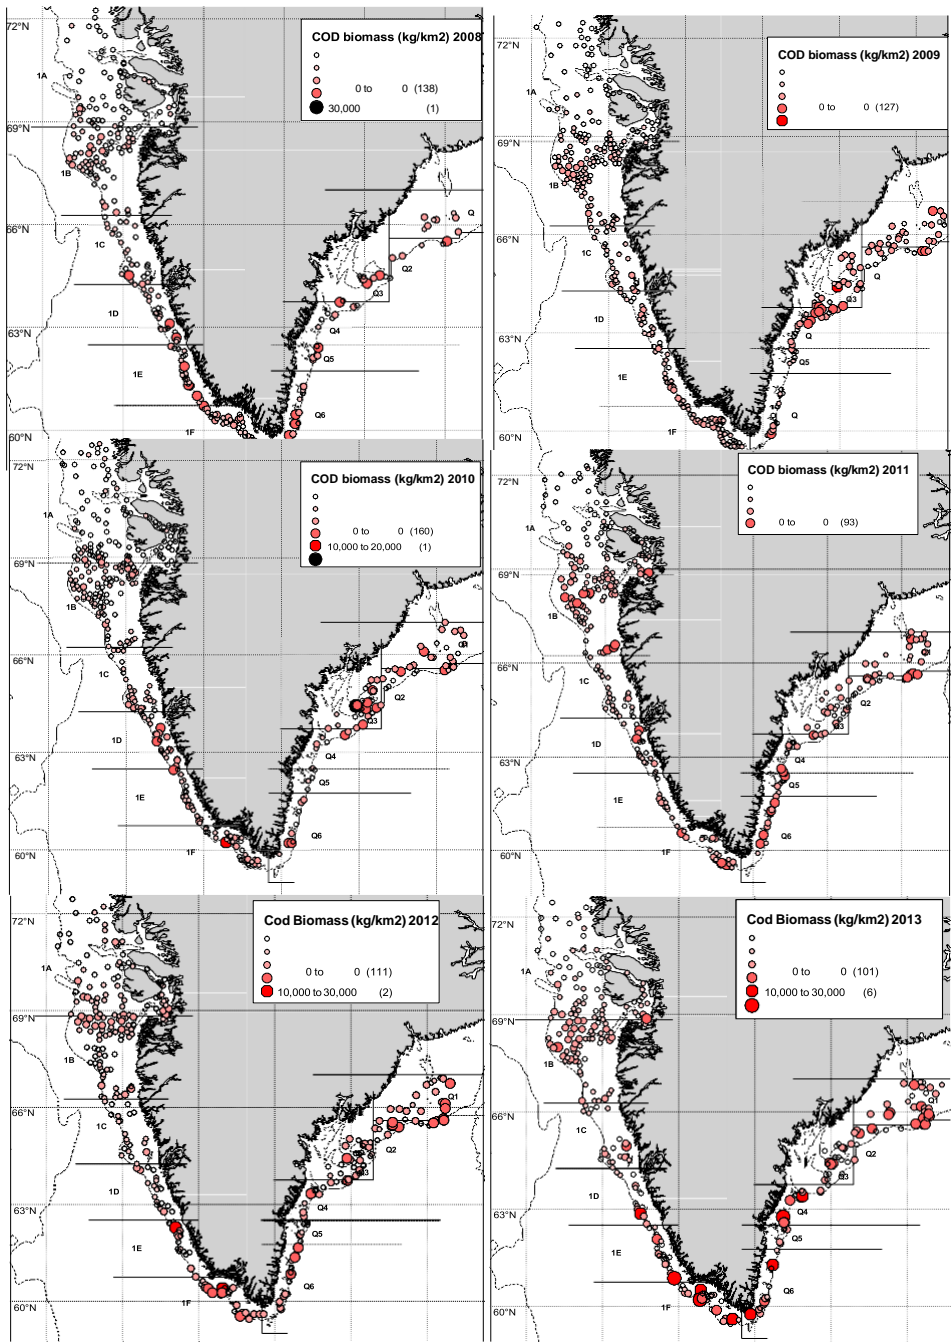 COD biomass (kg/km2) 2008
0 to 0 (138)
30,000 (1)
72°N
1A
69°N
1B
66°N
1C
1D
63°N
1E
1F
60°N
Q
Q2
Q3
Q4
Q5
Q6
COD biomass (kg/km2) 2009
0 to 0 (127)
72°N
1A
69°N
1B
66°N
1C
1D
63°N
1E
1F
60°N
Q
Q3
Q
Q5
Q
COD biomass (kg/km2) 2010
0 to 0 (160)
10,000 to 20,000 (1)
72°N
1A
69°N
1B
66°N
1C
1D
63°N
1E
1F
60°N
Q2
Q3
Q4
Q5
Q6
COD biomass (kg/km2) 2011
0 to 0 (93)
72°N
1A
69°N
1B
66°N
1C
1D
63°N
1E
1F
60°N
Q2
Q3
Q4
Q5
Q6
Cod Biomass (kg/km2) 2012
0 to 0 (111)
10,000 to 30,000 (2)
72°N
1A
69°N
1B
66°N
1C
1D
63°N
1E
1F
60°N
Q1
Q2
Q3
Q4
Q5
Q6
Cod Biomass (kg/km2) 2013
0 to 0 (101)
10,000 to 30,000 (6)
72°N
1A
69°N
1B
66°N
1C
1D
63°N
1E
1F
60°N
Q1
Q2
Q3
Q4
Q5
Q6